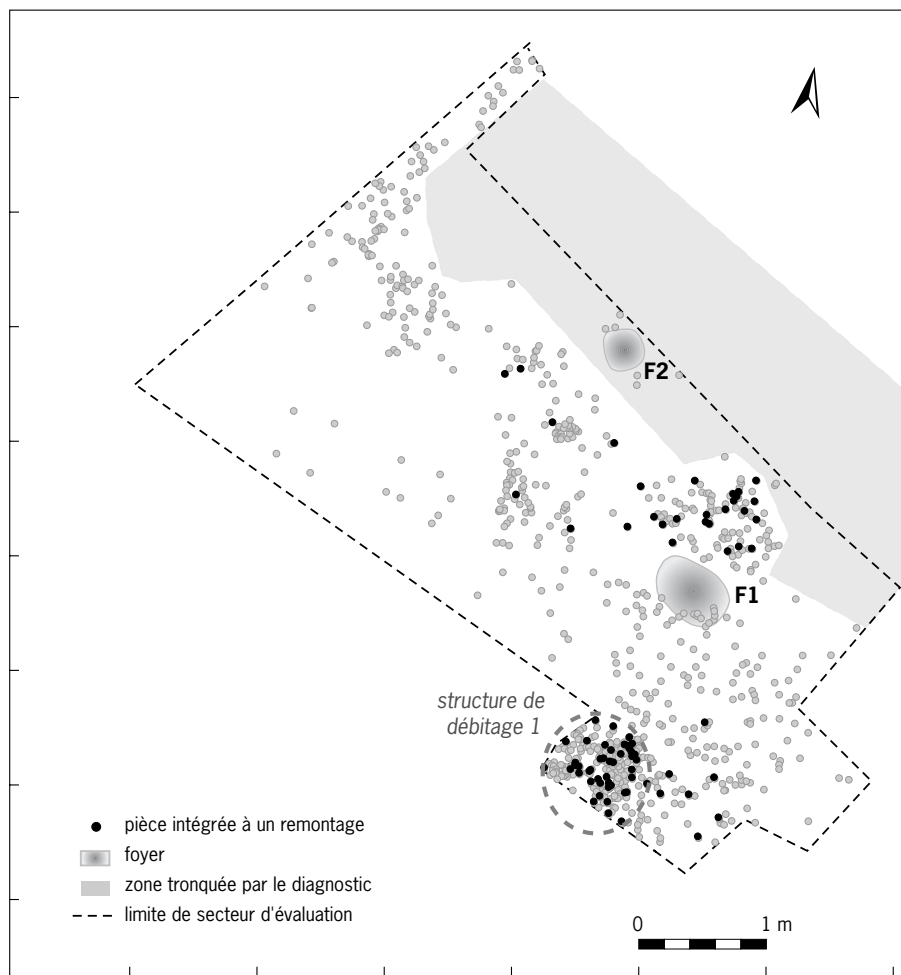 F2
F1
structure de
débitage 1
pièce intégrée à un remontage
foyer
zone tronquée par le diagnostic
limite de secteur d'évaluation
0 1 m